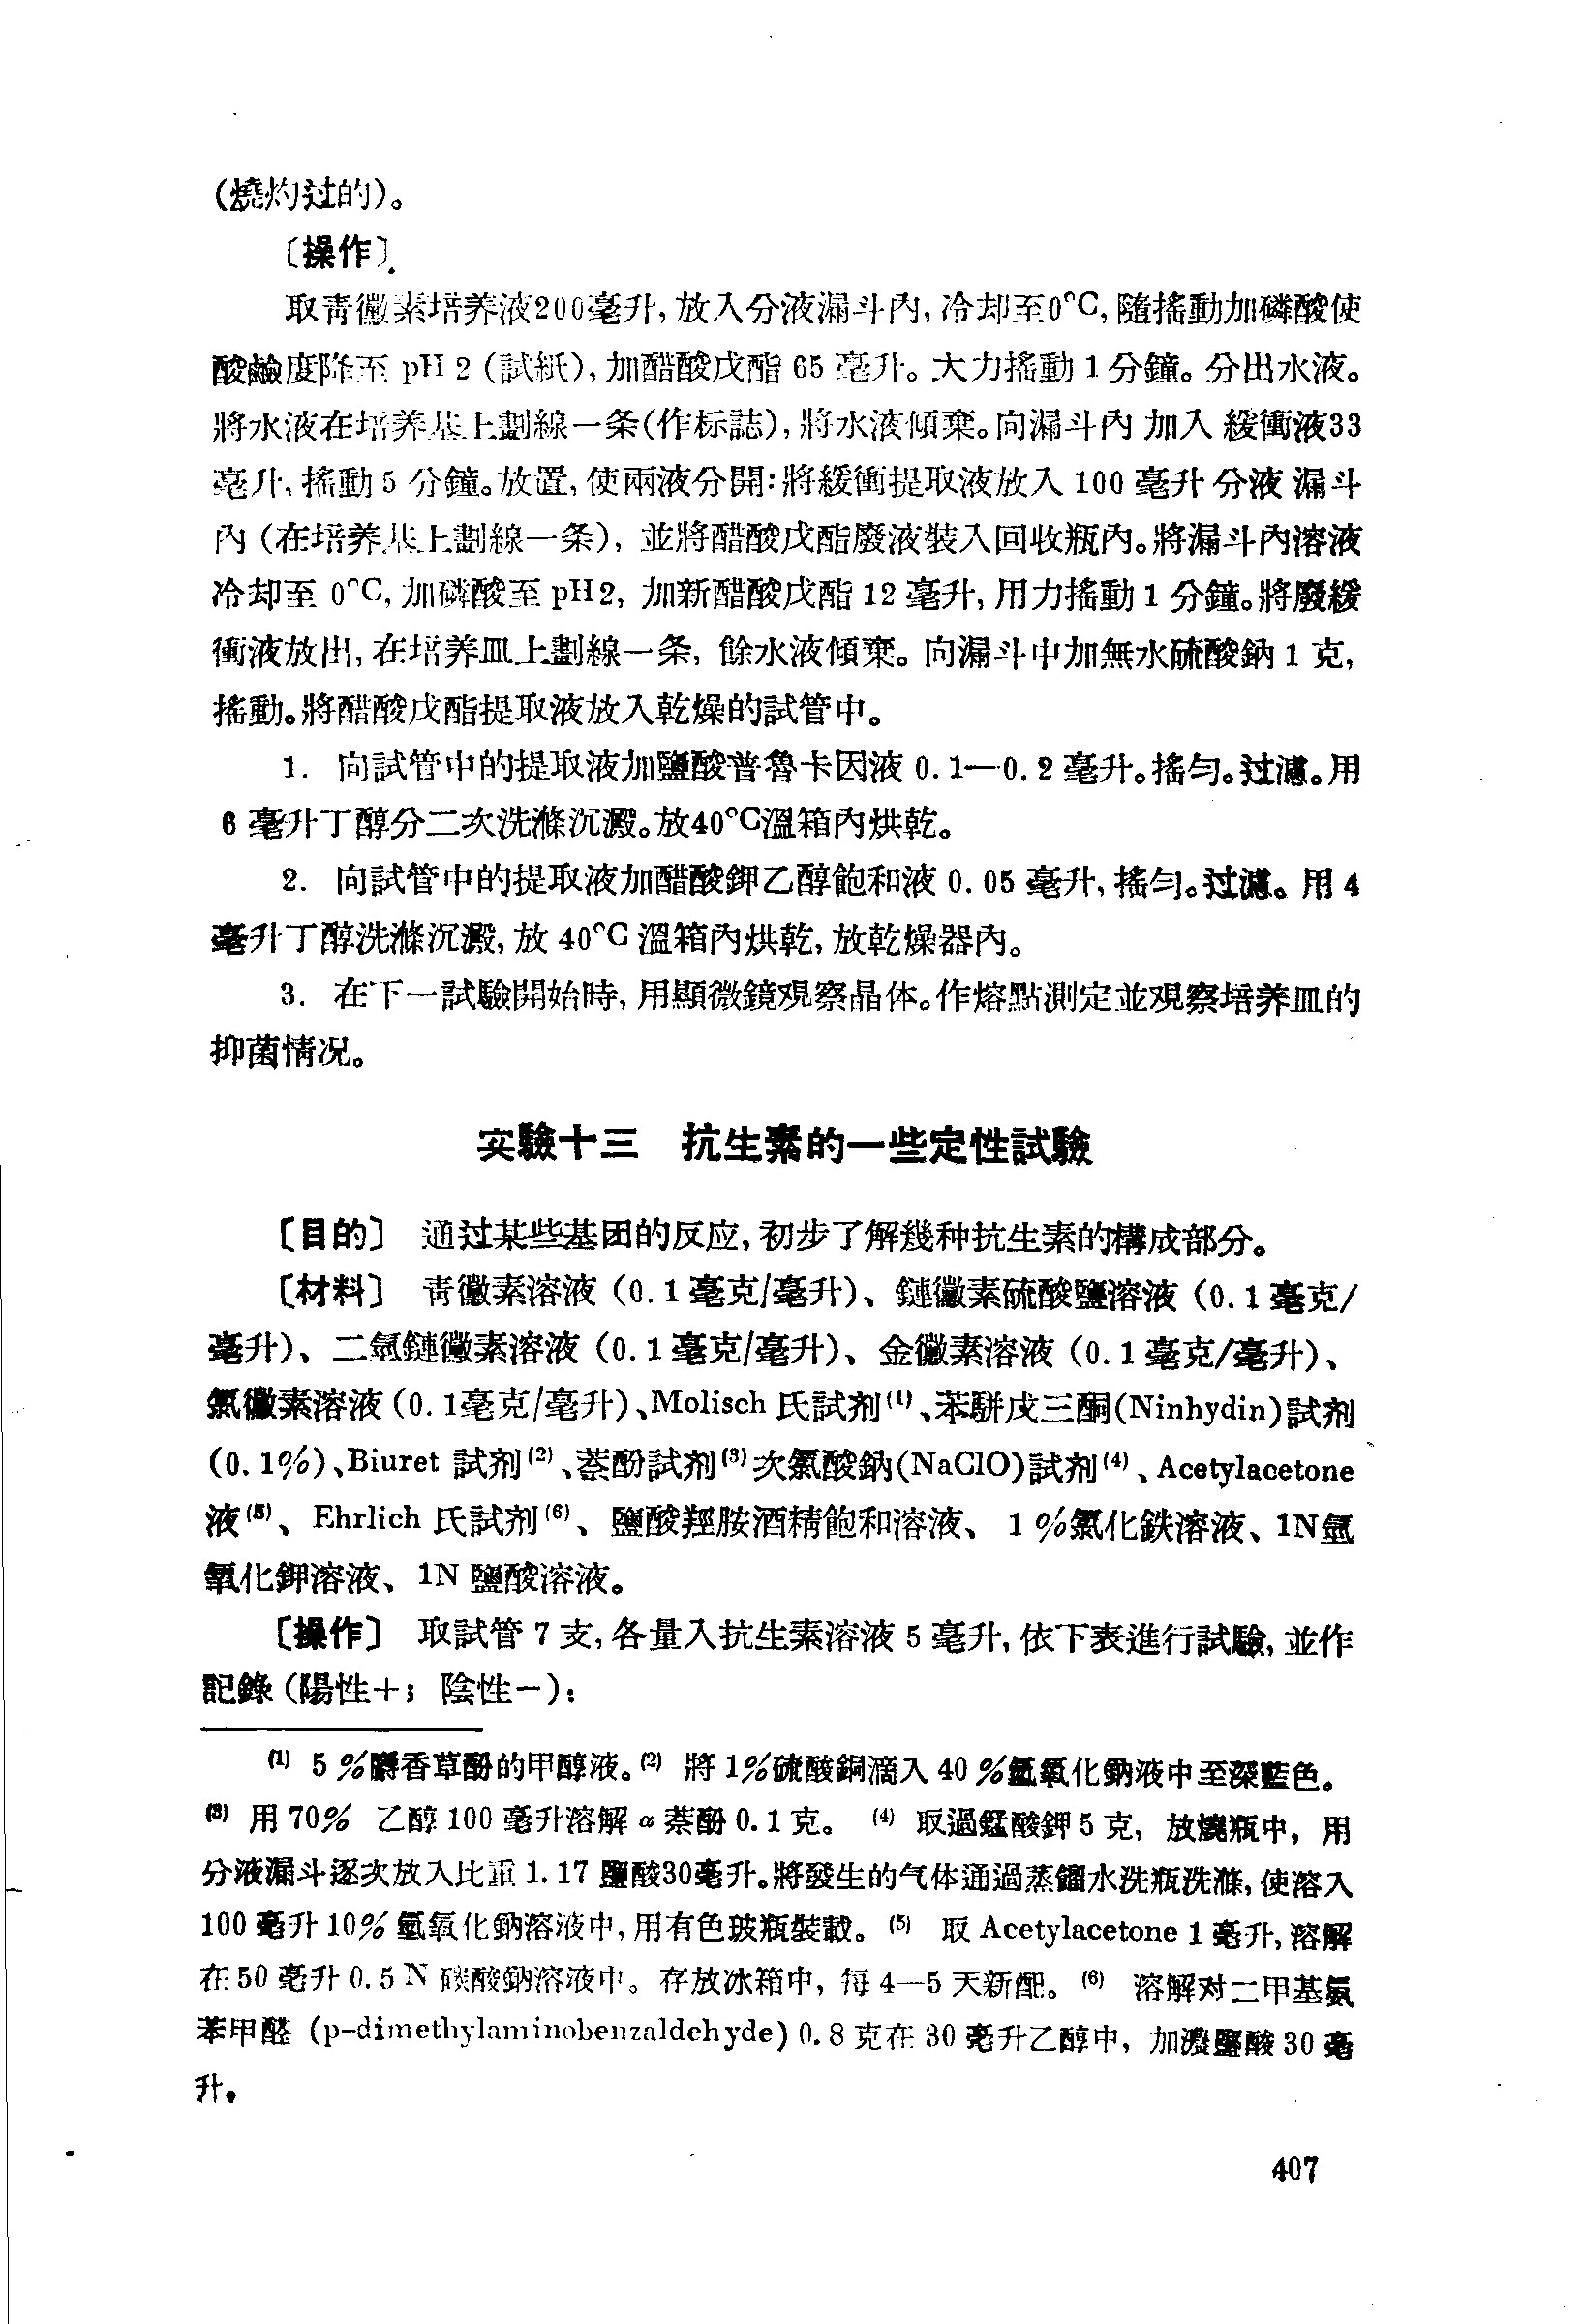 (燒灼过的)。
〔操作〕
取青黴素培养液200毫升, 放入分液漏斗內, 冷却至0°C, 隨搖動加磷酸使
酸鹼度降至 pH 2 (試紙), 加醋酸戊酯 65 毫升。大力搖動 1 分鐘。分出水液。
將水液在培养基上劃線一条(作标誌), 將水液傾棄。向漏斗內加入緩衝液33
毫升, 搖動 5 分鐘。放置, 使兩液分開: 將緩衝提取液放入 100 毫升分液漏斗
內 (在培养基上劃線一条), 並將醋酸戊酯廢液裝入回收瓶內。將漏斗內溶液
冷却至 0°C, 加磷酸至 pH2, 加新醋酸戊酯 12 毫升, 用力搖動 1 分鐘。將廢緩
衝液放出, 在培养皿上劃線一条, 餘水液傾棄。向漏斗中加無水硫酸鈉 1 克,
搖動。將醋酸戊酯提取液放入乾燥的試管中。
1. 向試管中的提取液加鹽酸普魯卡因液 0.1—0.2 毫升。搖勻。过濾。用
6 毫升丁醇分二次洗滌沉澱。放40°C溫箱內烘乾。
2. 向試管中的提取液加醋酸鉀乙醇飽和液 0.05 毫升, 搖勻。过濾。用 4
毫升丁醇洗滌沉澱, 放 40°C 溫箱內烘乾, 放乾燥器內。
3. 在下一試驗開始時, 用顯微鏡观察晶体。作熔點測定並观察培养皿的
抑菌情况。
实驗十三 抗生素的一些定性試驗
〔目的〕 通过某些基团的反应, 初步了解幾种抗生素的構成部分。
〔材料〕 青黴素溶液 (0.1 毫克/毫升)、鏈黴素硫酸鹽溶液 (0.1 毫克/
毫升)、二氫鏈黴素溶液 (0.1 毫克/毫升)、金黴素溶液 (0.1 毫克/毫升)、
氯黴素溶液 (0.1毫克/毫升)、Molisch 氏試剂⁽¹⁾、苯駢戊三酮(Ninhydin)試剂
(0.1%)、Biuret 試剂⁽²⁾、萘酚試剂⁽³⁾次氯酸鈉(NaClO)試剂⁽⁴⁾、Acetylacetone
液⁽⁵⁾、Ehrlich 氏試剂⁽⁶⁾、鹽酸羥胺酒精飽和溶液、1 %氯化鉄溶液、1N氫
氧化鉀溶液、1N 鹽酸溶液。
〔操作〕 取試管 7 支, 各量入抗生素溶液 5 毫升, 依下表進行試驗, 並作
記錄 (陽性+; 陰性-):
⁽¹⁾ 5 %麝香草酚的甲醇液。⁽²⁾ 將 1%硫酸銅滴入 40 %氫氧化鈉液中至深藍色。
⁽³⁾ 用 70% 乙醇 100 毫升溶解 α 萘酚 0.1 克。 ⁽⁴⁾ 取過錳酸鉀 5 克, 放燒瓶中, 用
分液漏斗逐次放入比重 1.17 鹽酸30毫升。將發生的气体通過蒸餾水洗瓶洗滌, 使溶入
100 毫升 10% 氫氧化鈉溶液中, 用有色玻瓶裝載。 ⁽⁵⁾ 取 Acetylacetone 1 毫升, 溶解
在 50 毫升 0.5 N 碳酸鈉溶液中。存放冰箱中, 每 4—5 天新配。 ⁽⁶⁾ 溶解对二甲基氨
苯甲醛 (p-dimethylaminobenzaldehyde) 0.8 克在 30 毫升乙醇中, 加濃鹽酸 30 毫
升。
407